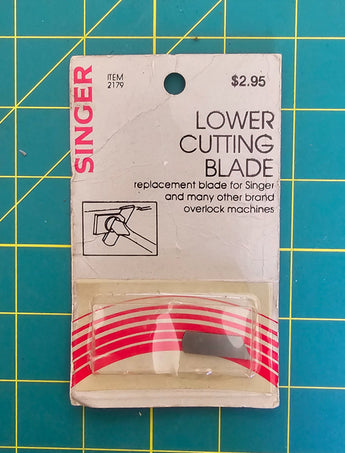 SINGER
ITEM
2179
$2.95
LOWER
CUTTING
BLADE
replacement blade for Singer
and many other brand
overlock machines